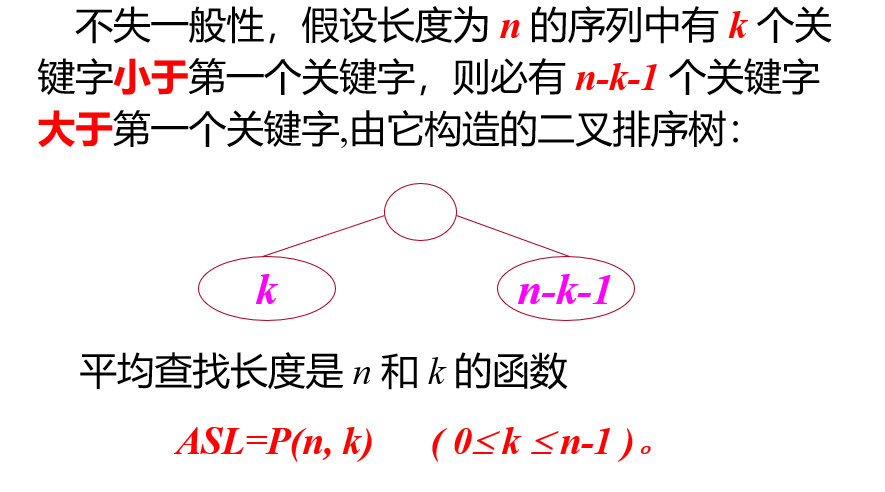 不失一般性，假设长度为 n 的序列中有 k 个关
键字小于第一个关键字，则必有 n-k-1 个关键字
大于第一个关键字,由它构造的二叉排序树：
k
n-k-1
平均查找长度是 n 和 k 的函数
ASL=P(n, k) ( 0≤k ≤n-1 )。